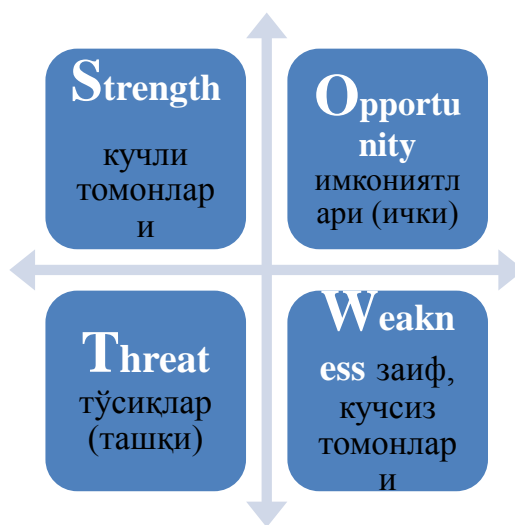 Strength
кучли
томонлар
и
Opportu
nity
имкониятл
ари (ички)
Threat
тўсиқлар
(ташқи)
Weakn
ess заиф,
кучсиз
томонлар
и